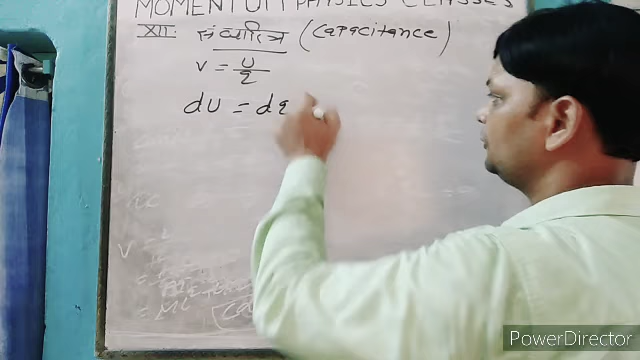 MOMENTUM PHYSICS CLASSES
XII: संधारित्र (Capacitance)
V = U/q
dU = dq
PowerDirector